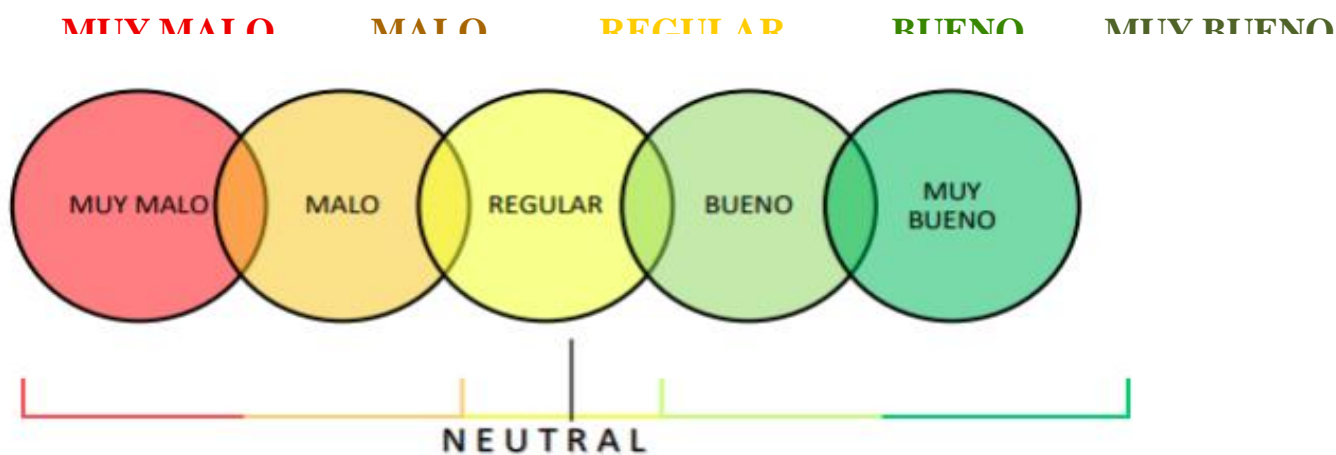 MUY MALO MALO REGULAR BUENO MUY BUENO
MUY MALO
MALO
REGULAR
BUENO
MUY
BUENO
NEUTRAL